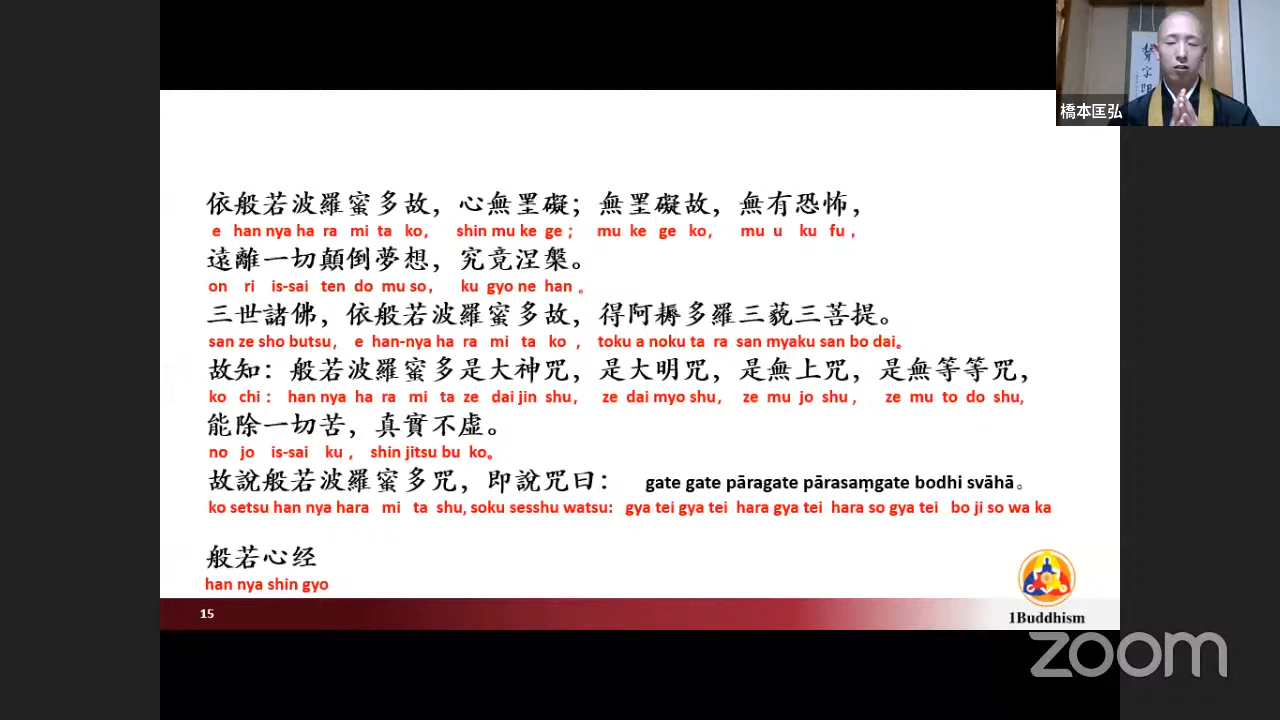 依般若波羅蜜多故，心無罣礙；無罣礙故，無有恐怖，
e han nya ha ra mi ta ko, shin mu ke ge ; mu ke ge ko, mu u ku fu ,
遠離一切顛倒夢想，究竟涅槃。
on ri is-sai ten do mu so, ku gyo ne han 。
三世諸佛，依般若波羅蜜多故，得阿耨多羅三藐三菩提。
san ze sho butsu, e han-nya ha ra mi ta ko , toku a noku ta ra san myaku san bo dai。
故知：般若波羅蜜多是大神咒，是大明咒，是無上咒，是無等等咒，
ko chi : han nya ha ra mi ta ze dai jin shu, ze dai myo shu, ze mu jo shu , ze mu to do shu,
能除一切苦，真實不虛。
no jo is-sai ku , shin jitsu bu ko。
故說般若波羅蜜多咒，即說咒曰： gate gate pāragate pārasaṃgate bodhi svāhā。
ko setsu han nya hara mi ta shu, soku sesshu watsu: gya tei gya tei hara gya tei hara so gya tei bo ji so wa ka
般若心经
han nya shin gyo
15
1Buddhism
zoom
橋本匡弘